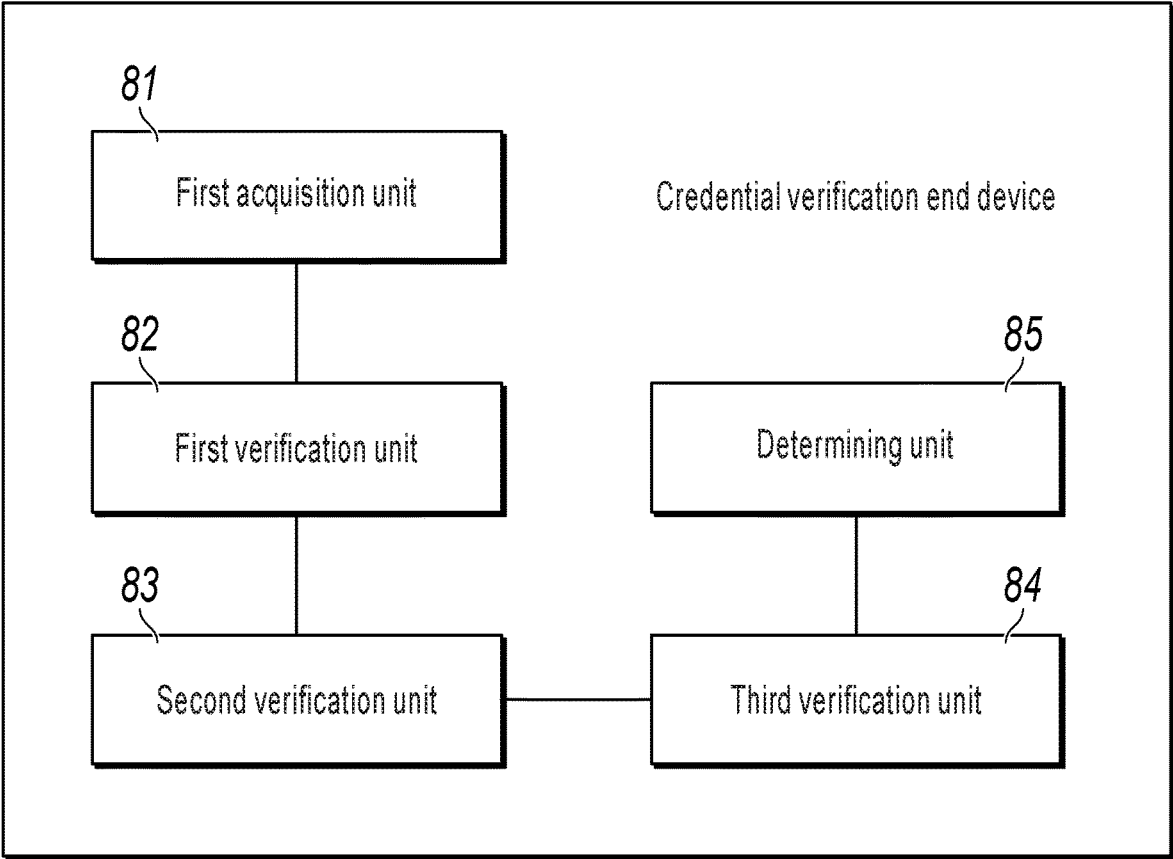 81
First acquisition unit
Credential verification end device
82
First verification unit
85
Determining unit
83
Second verification unit
84
Third verification unit